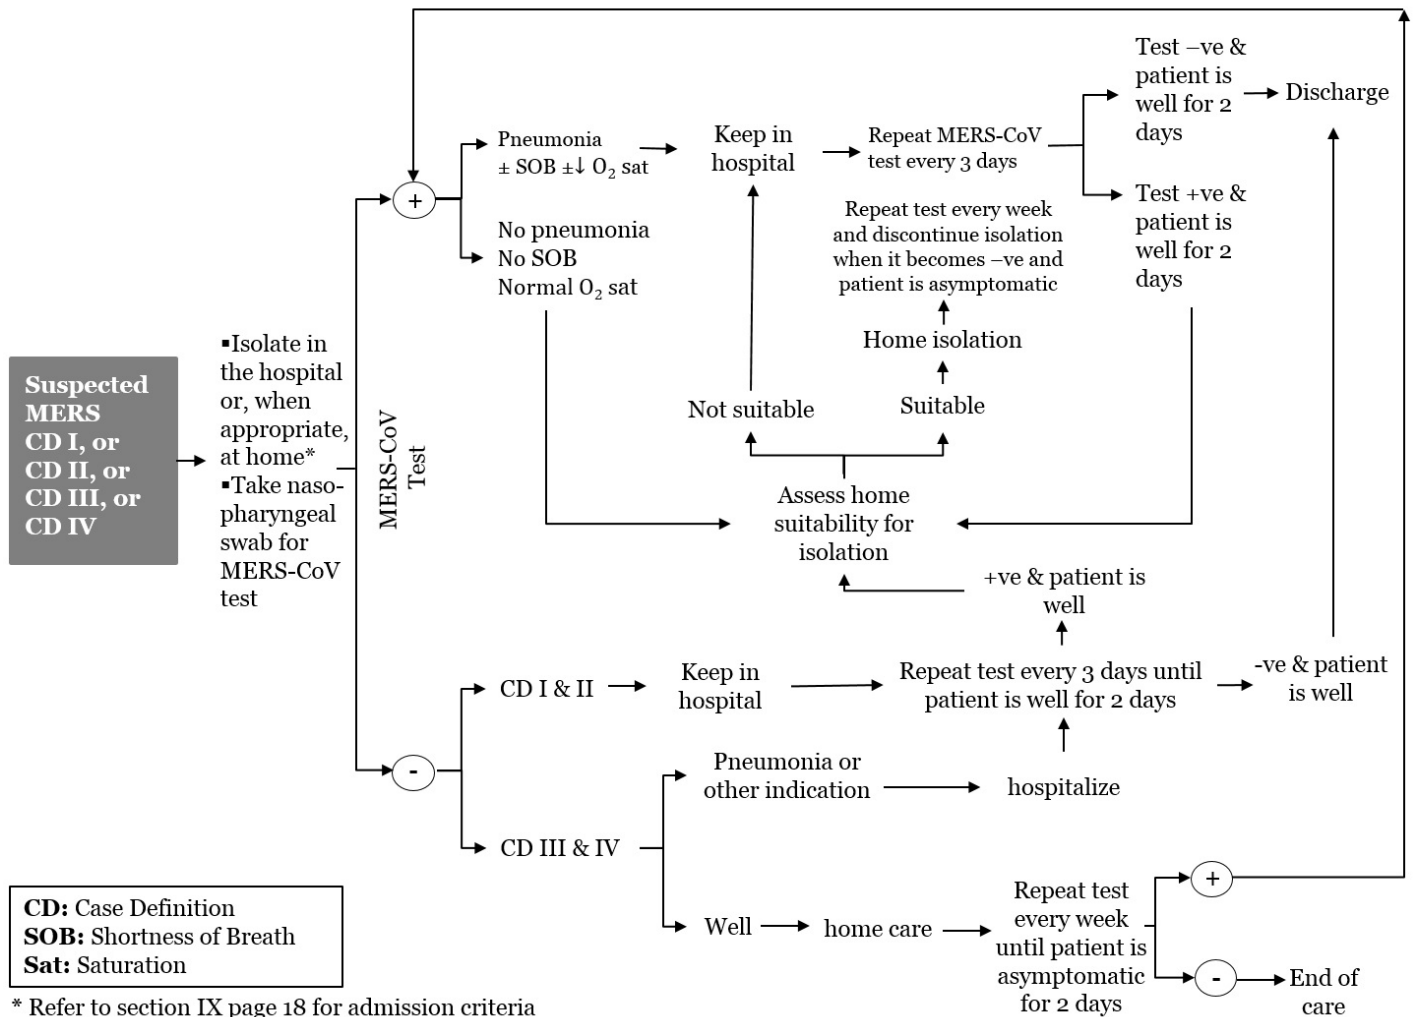 Suspected
MERS
CD I, or
CD II, or
CD III, or
CD IV
▪Isolate in
the hospital
or, when
appropriate,
at home*
▪Take naso-
pharyngeal
swab for
MERS-CoV
test
MERS-CoV
Test
+
Pneumonia
± SOB ±↓ O₂ sat
Keep in
hospital
Repeat MERS-CoV
test every 3 days
Test –ve &
patient is
well for 2
days
Discharge
Test +ve &
patient is
well for 2
days
No pneumonia
No SOB
Normal O₂ sat
Repeat test every week
and discontinue isolation
when it becomes –ve and
patient is asymptomatic
Home isolation
Not suitable
Suitable
Assess home
suitability for
isolation
+ve & patient is
well
-
CD I & II
Keep in
hospital
Repeat test every 3 days until
patient is well for 2 days
-ve & patient
is well
Pneumonia or
other indication
hospitalize
CD III & IV
Well
home care
Repeat test
every week
until patient is
asymptomatic
for 2 days
+
-
End of
care
CD: Case Definition
SOB: Shortness of Breath
Sat: Saturation
* Refer to section IX page 18 for admission criteria